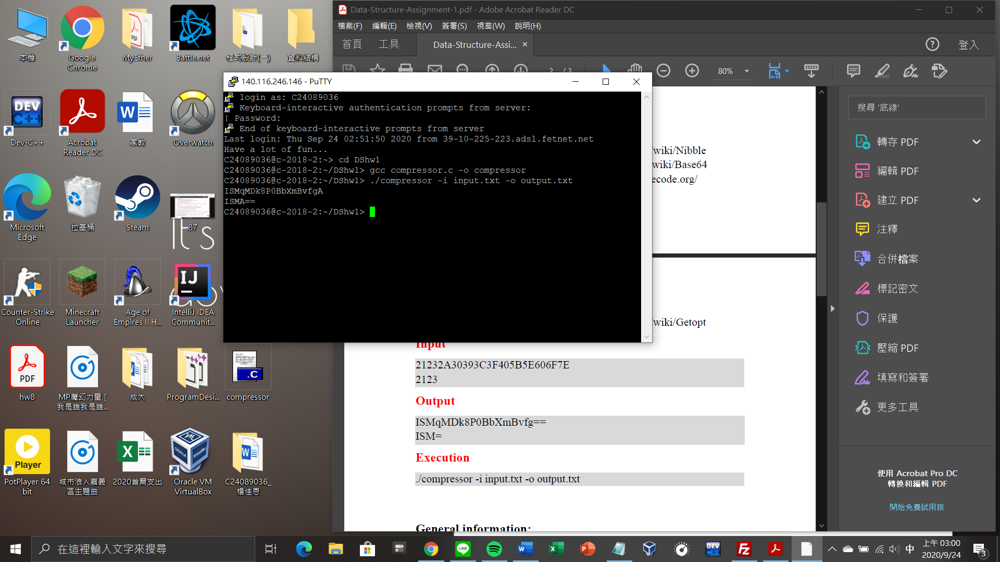 本機
Google Chrome
MyEther
Battle.net
程式設計(一)
資料結構
Dev-C++
Acrobat Reader DC
家教
Overwatch
Microsoft Edge
拉基桶
Steam
87
It's
Counter-Strike Online
Minecraft Launcher
Age of Empires II H...
IntelliJ IDEA Communit...
hw8
MP魔幻力量 [ 我是誰我是誰...
成大
ProgramDesi...
compressor
PotPlayer 64 bit
城市浪人嘉義區主題曲
2020首爾支出
Oracle VM VirtualBox
C24089036_楊佳恩
Data-Structure-Assignment-1.pdf - Adobe Acrobat Reader DC
檔案(F) 編輯(E) 檢視(V) 簽署(S) 視窗(W) 說明(H)
首頁 工具 Data-Structure-Assi... × 登入
2 / 3 80%
140.116.246.146 - PuTTY
login as: C24089036
Keyboard-interactive authentication prompts from server:
| Password:
End of keyboard-interactive prompts from server
Last login: Thu Sep 24 02:51:50 2020 from 39-10-225-223.adsl.fetnet.net
Have a lot of fun...
C24089036@c-2018-2:~> cd DShw1
C24089036@c-2018-2:~/DShw1> gcc compressor.c -o compressor
C24089036@c-2018-2:~/DShw1> ./compressor -i input.txt -o output.txt
ISMqMDk8P0BbXmBvfgA
ISMA==
C24089036@c-2018-2:~/DShw1>
/wiki/Nibble
wiki/Base64
ecode.org/
/wiki/Getopt
Input
21232A30393C3F405B5E606F7E
2123
Output
ISMqMDk8P0BbXmBvfg==
ISM=
Execution
./compressor -i input.txt -o output.txt
General information:
搜尋 '底線'
轉存 PDF
編輯 PDF
建立 PDF
注釋
合併檔案
標記密文
保護
壓縮 PDF
填寫和簽署
更多工具
使用 Acrobat Pro DC
轉換和編輯 PDF
開始免費試用版
在這裡輸入文字來搜尋
中
上午 03:00
2020/9/24
3